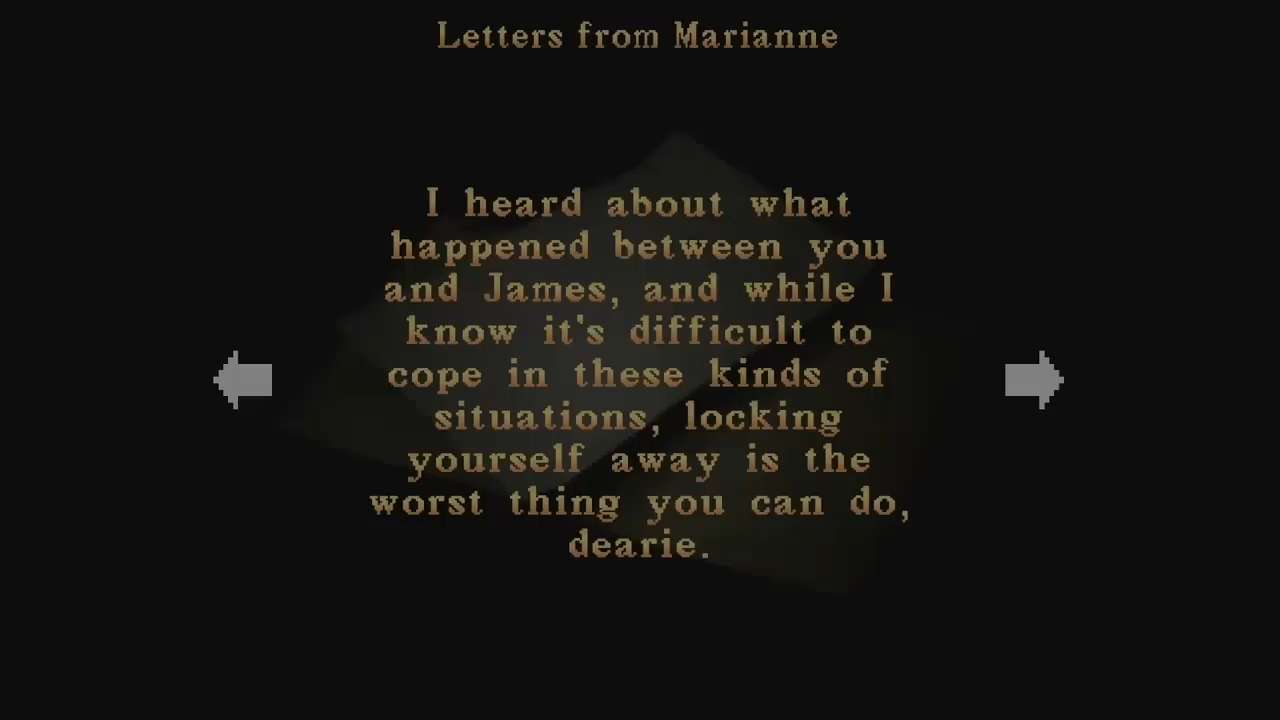 Letters from Marianne
I heard about what
happened between you
and James, and while I
know it's difficult to
cope in these kinds of
situations, locking
yourself away is the
worst thing you can do,
dearie.